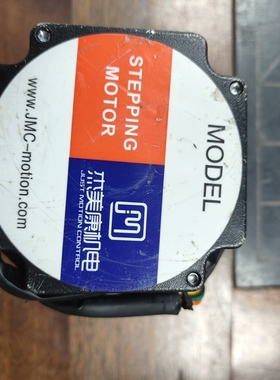 MODEL
STEPPING
MOTOR
杰美康机电
JUST MOTION CONTROL
www.JMC-motion.com